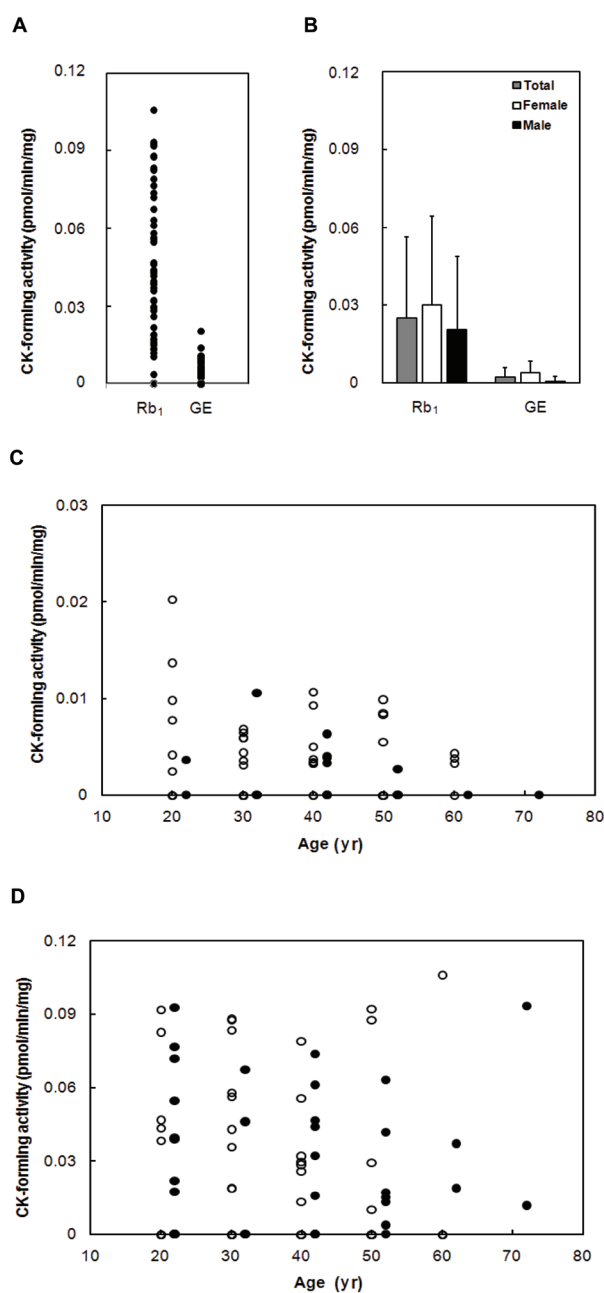 A
CK-forming activity (pmol/mln/mg)
0.12
0.09
0.06
0.03
0
Rb1 GE
B
CK-forming activity (pmol/mln/mg)
0.12
0.09
0.06
0.03
0
Total
Female
Male
Rb1 GE
C
CK-forming activity (pmol/mln/mg)
0.03
0.02
0.01
0
10 20 30 40 50 60 70 80
Age (yr)
D
CK-forming activity (pmol/mln/mg)
0.12
0.09
0.06
0.03
0
10 20 30 40 50 60 70 80
Age (yr)